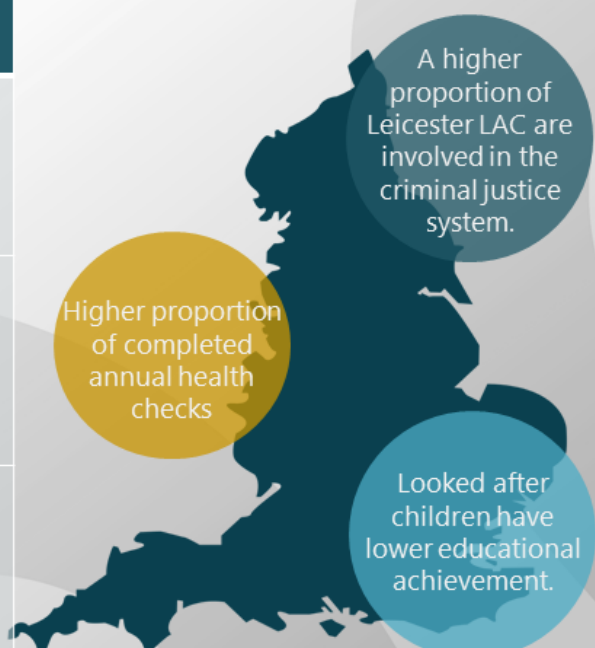 A higher
proportion of
Leicester LAC are
involved in the
criminal justice
system.
Higher proportion
of completed
annual health
checks
Looked after
children have
lower educational
achievement.